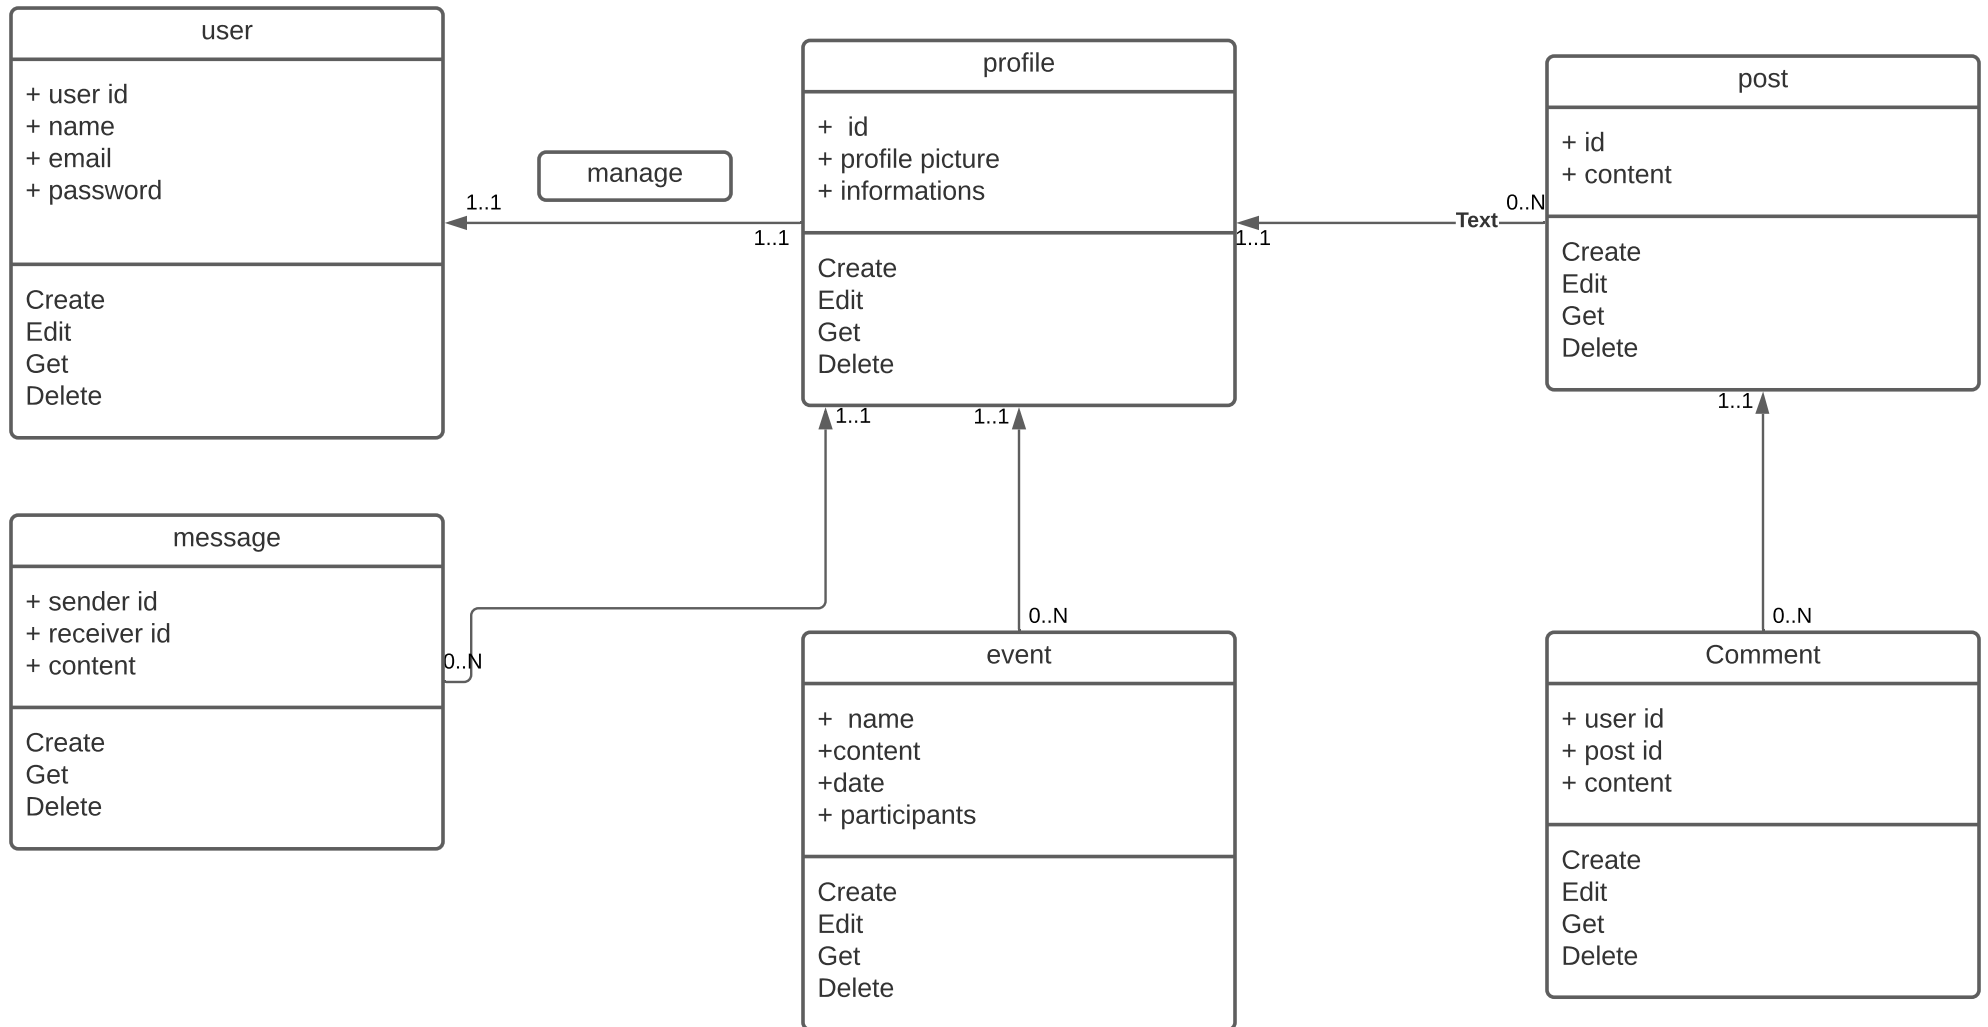 user
+ user id
+ name
+ email
+ password
Create
Edit
Get
Delete
manage
1..1
1..1
profile
+  id
+ profile picture
+ informations
Create
Edit
Get
Delete
1..1
Text
0..N
post
+ id
+ content
Create
Edit
Get
Delete
1..1
1..1
1..1
message
+ sender id
+ receiver id
+ content
Create
Get
Delete
0..N
0..N
event
+  name
+content
+date
+ participants
Create
Edit
Get
Delete
0..N
Comment
+ user id
+ post id
+ content
Create
Edit
Get
Delete